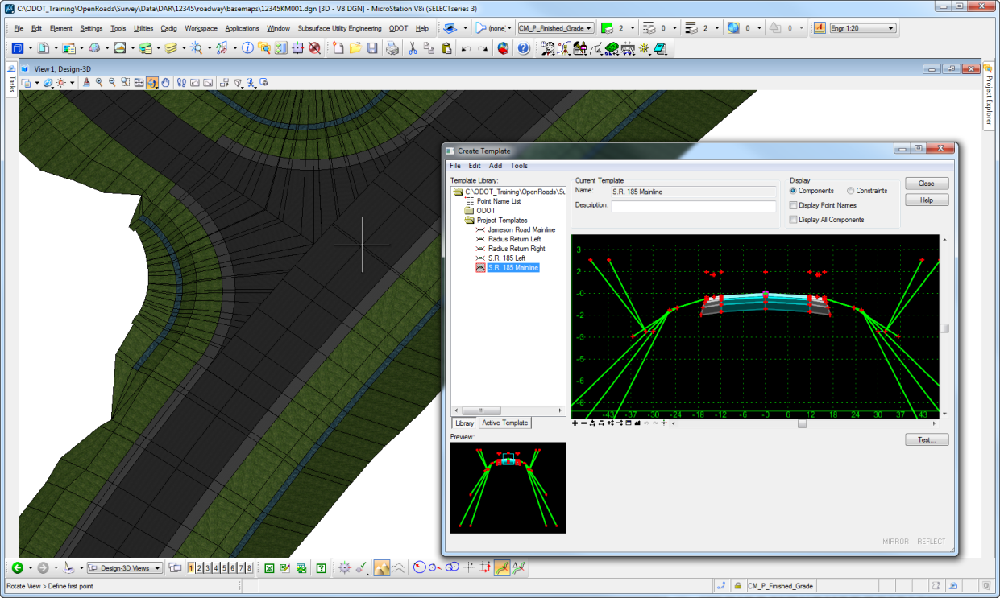 C:\ODOT_Training\OpenRoads\Survey\Data\DAR\12345\roadway\basemaps\12345KM001.dgn [3D - V8 DGN] - MicroStation V8i (SELECTseries 3)
File Edit Element Settings Tools Utilities Cadig Workspace Applications Window Subsurface Utility Engineering ODOT Help (none) CM_P_Finished_Grade 2 0 2 0 0 Engr 1:20
View 1, Design-3D
Tasks
Project Explorer
Create Template
File Edit Add Tools
Template Library:
C:\ODOT_Training\OpenRoads\Su
Point Name List
ODOT
Project Templates
Jameson Road Mainline
Radius Return Left
Radius Return Right
S.R. 185 Left
S.R. 185 Mainline
Library Active Template
Preview:
Current Template
Name: S.R. 185 Mainline
Description:
Display
Components Constraints
Display Point Names
Display All Components
Close
Help
3
2
-0
-2
-3
-5
-6
-8
-43 -37 -30 -24 -18 -12 -6 -0 6 12 18 24 30 37 43
Test...
MIRROR REFLECT
Design-3D Views 1 2 3 4 5 6 7 8
Rotate View > Define first point
CM_P_Finished_Grade